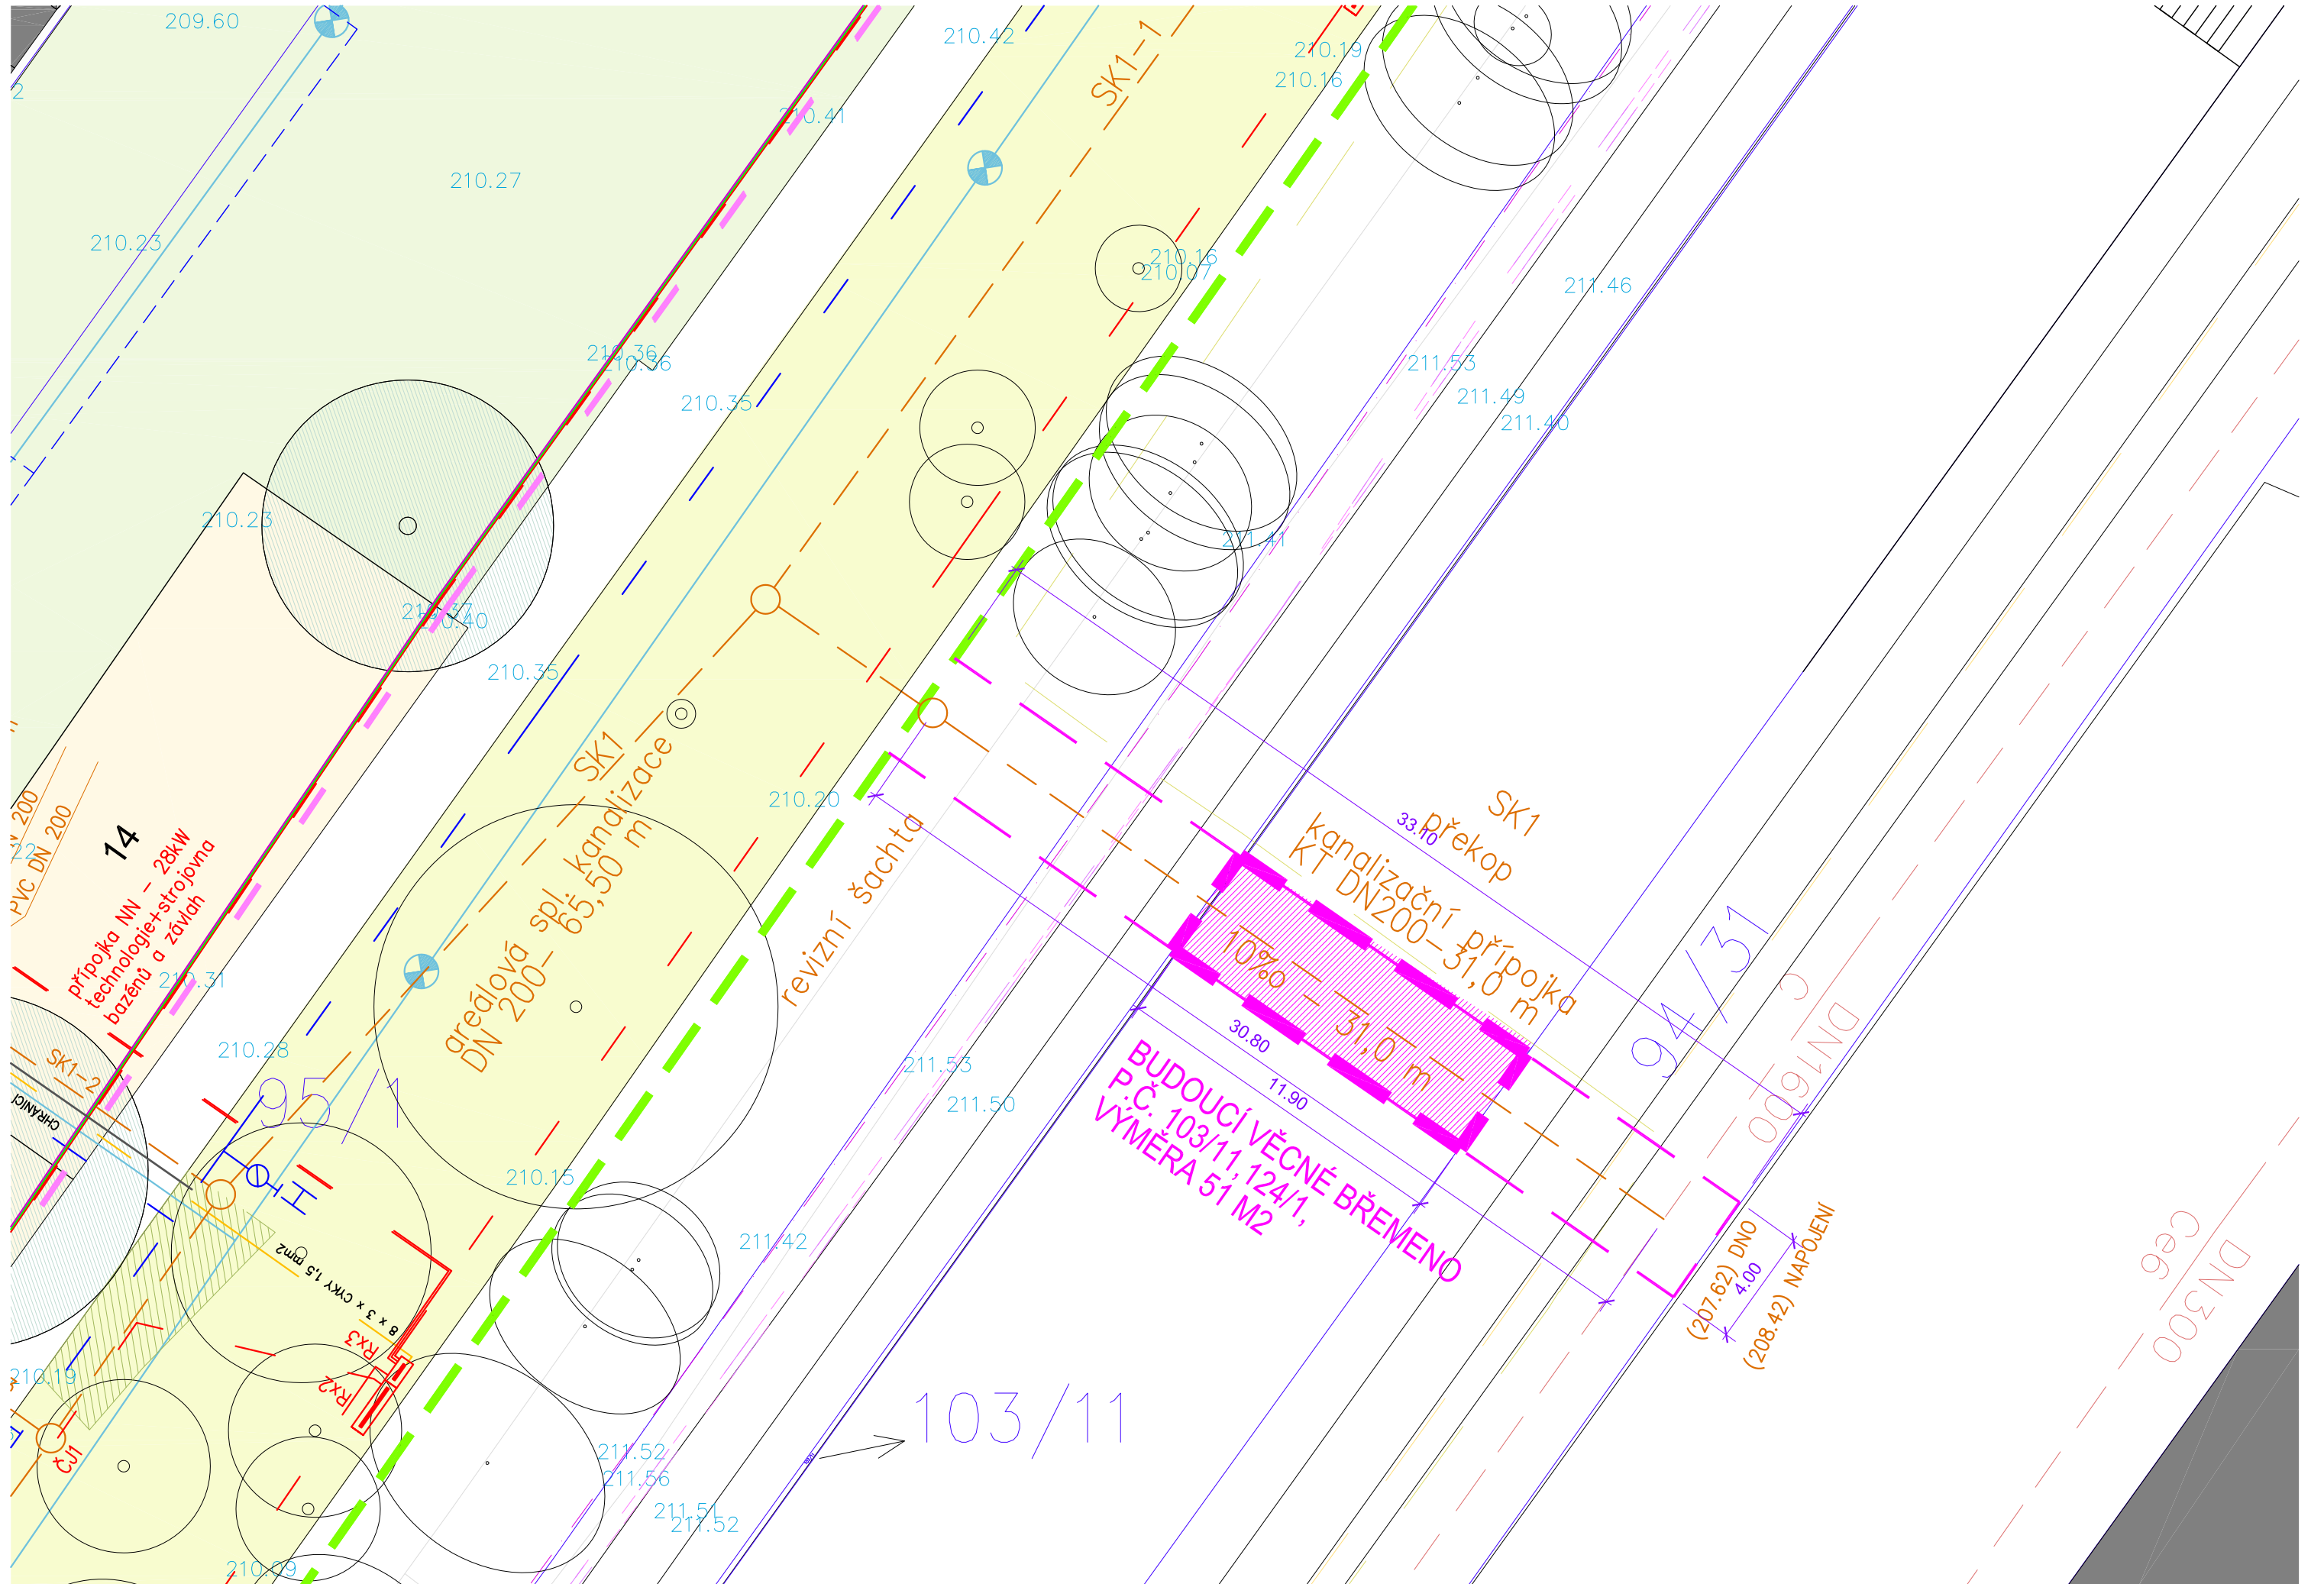 209.60
210.42
210.19
210.16
SK1-1
210.41
210.27
210.23
210.16
210.07
211.46
210.36
210.36
211.53
210.35
211.49
211.40
210.23
211.41
210.37
210.40
210.35
SK1
areálová spl. kanalizace
DN 200- 65,50 m
210.20
revizní šachta
SK1
překop
33.10
kanalizační přípojka
KT DN200-31,0 m
10‰ - 31,0 m
94/31
C
DN1600
PVC DN 200
14
přípojka NN - 28kW
technologie+strojovna
bazénů a závlah
210.31
210.28
SK1-2
CHRÁNIČ
95/1
H
30.80
11.90
BUDOUCÍ VĚCNÉ BŘEMENO
P.Č. 103/11,124/1,
VÝMĚRA 51 M2
211.53
211.50
210.15
211.42
(207.62) DNO
4.00
(208.42) NAPOJENÍ
DN300
8 x 3 x CYKY 1,5 mm2
Rx3
Rx2
210.19
ČJ1
103/11
211.52
211.56
211.51
211.52
210.09